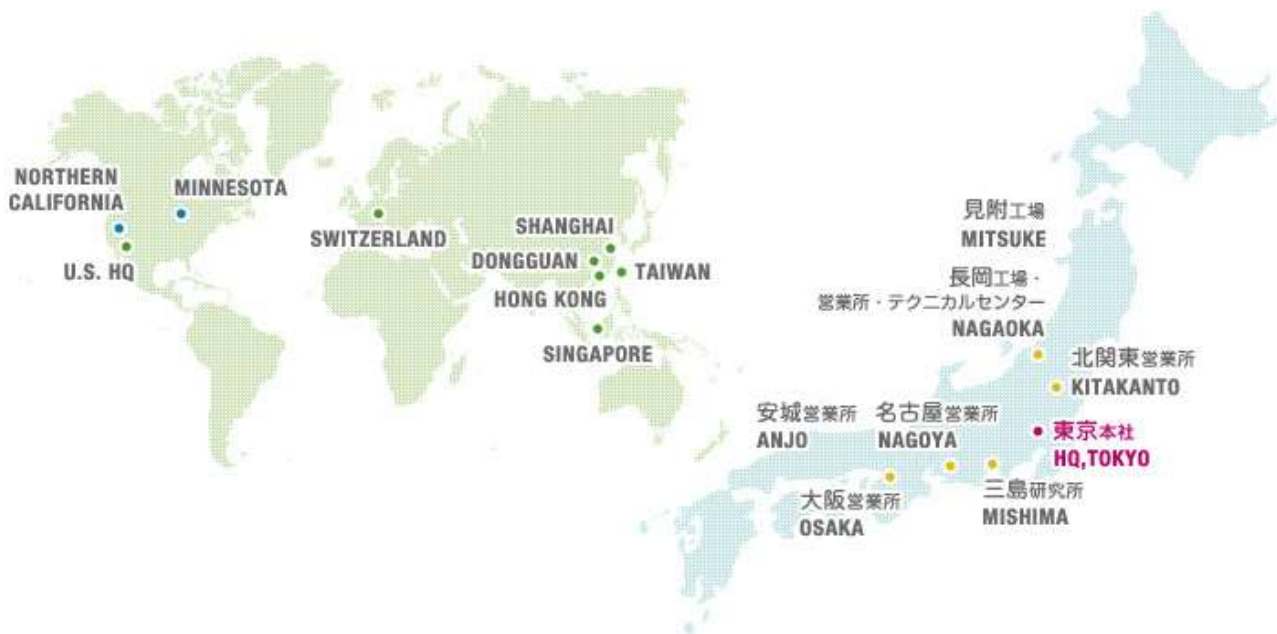 NORTHERN
CALIFORNIA
MINNESOTA
U.S. HQ
SWITZERLAND
SHANGHAI
DONGGUAN
TAIWAN
HONG KONG
SINGAPORE
見附工場
MITSUKE
長岡工場・
営業所・テクニカルセンター
NAGAOKA
北関東営業所
KITAKANTO
安城営業所
ANJO
名古屋営業所
NAGOYA
東京本社
HQ,TOKYO
大阪営業所
OSAKA
三島研究所
MISHIMA